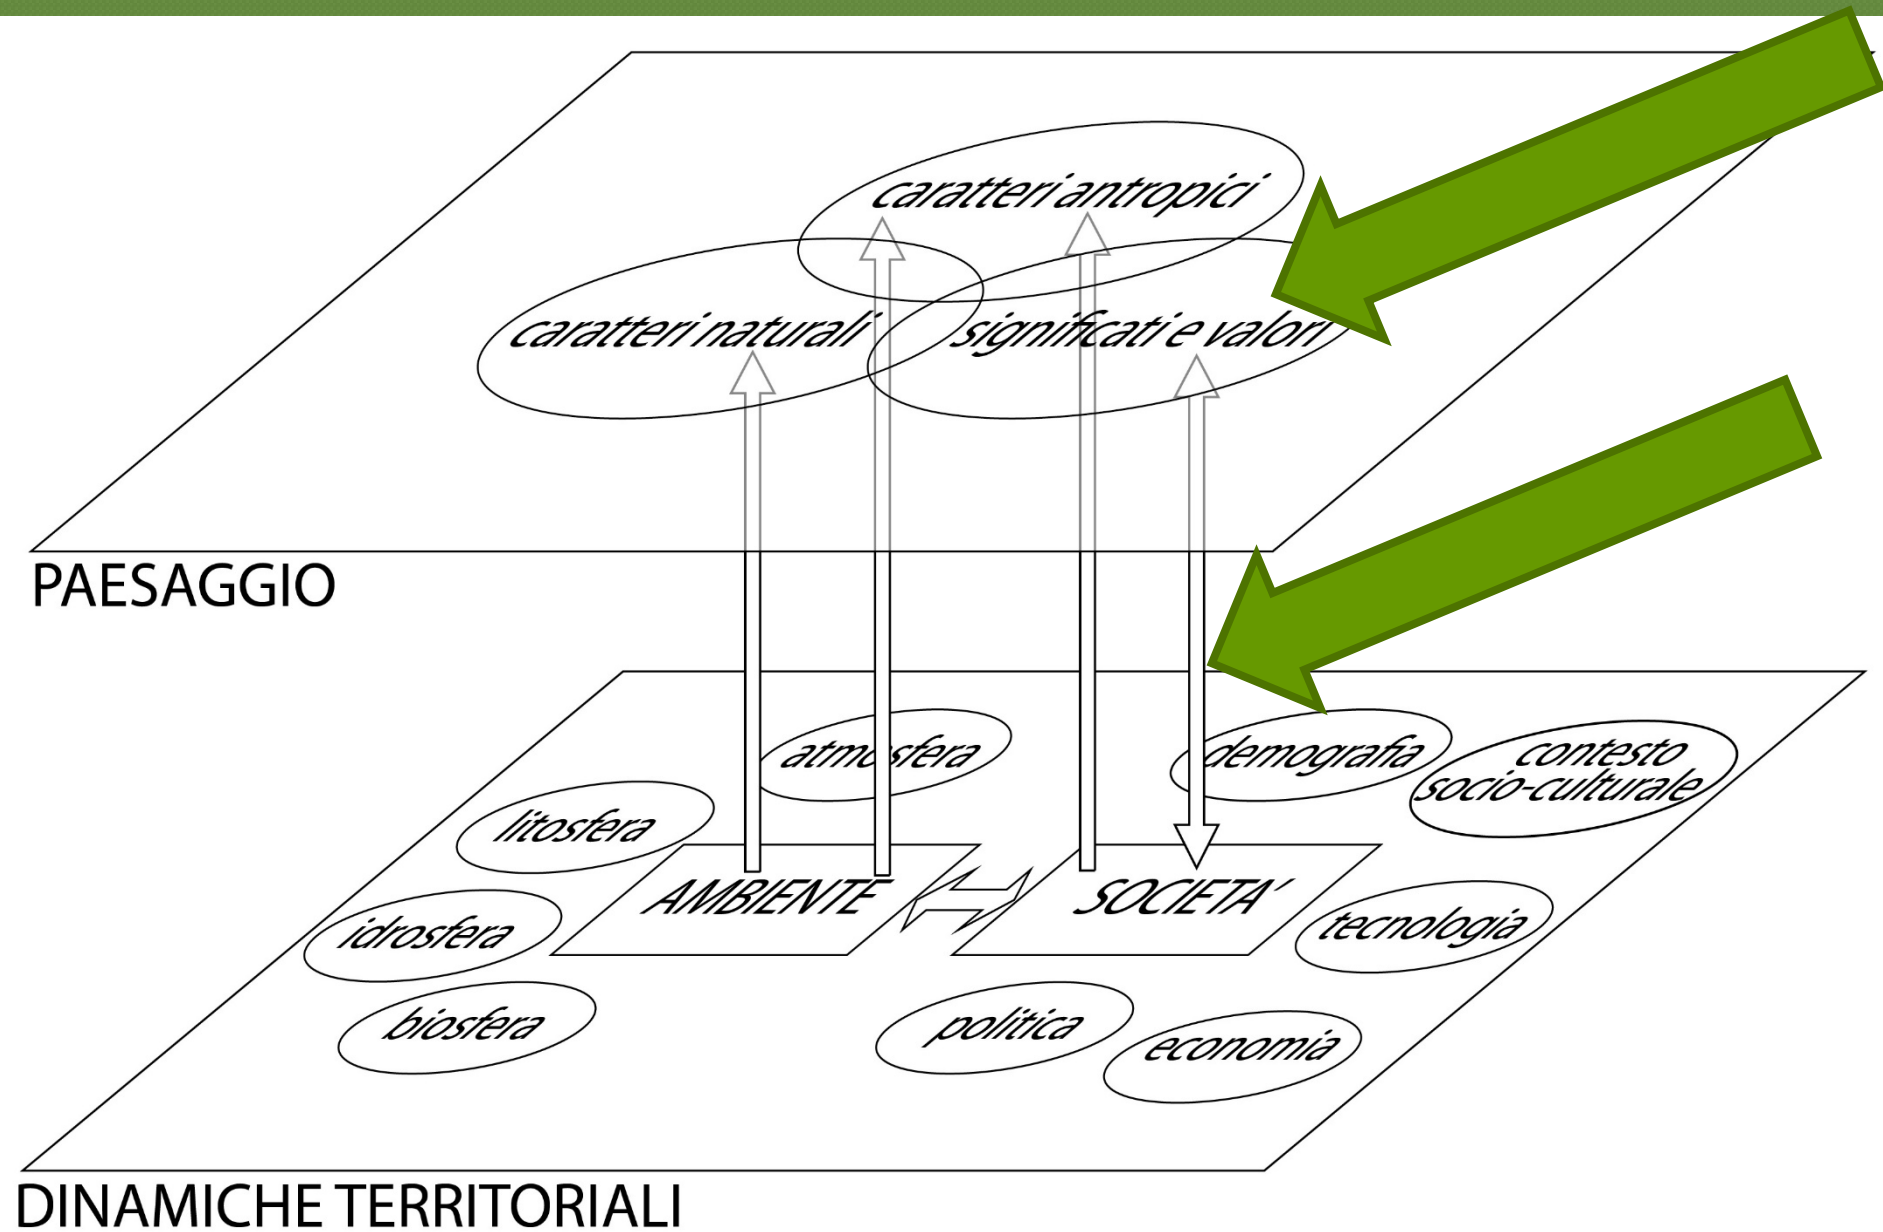 caratteri antropici
caratteri naturali
significati e valori
PAESAGGIO
atmosfera
demografia
contesto
socio-culturale
litosfera
AMBIENTE
SOCIETA'
idrosfera
tecnologia
biosfera
politica
economia
DINAMICHE TERRITORIALI